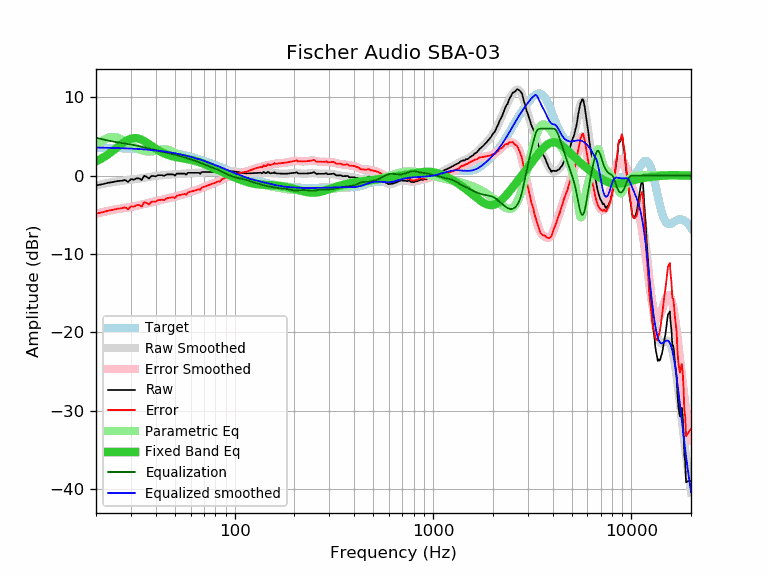 Fischer Audio SBA-03
10
0
−10
−20
−30
−40
Amplitude (dBr)
Target
Raw Smoothed
Error Smoothed
Raw
Error
Parametric Eq
Fixed Band Eq
Equalization
Equalized smoothed
100
1000
10000
Frequency (Hz)